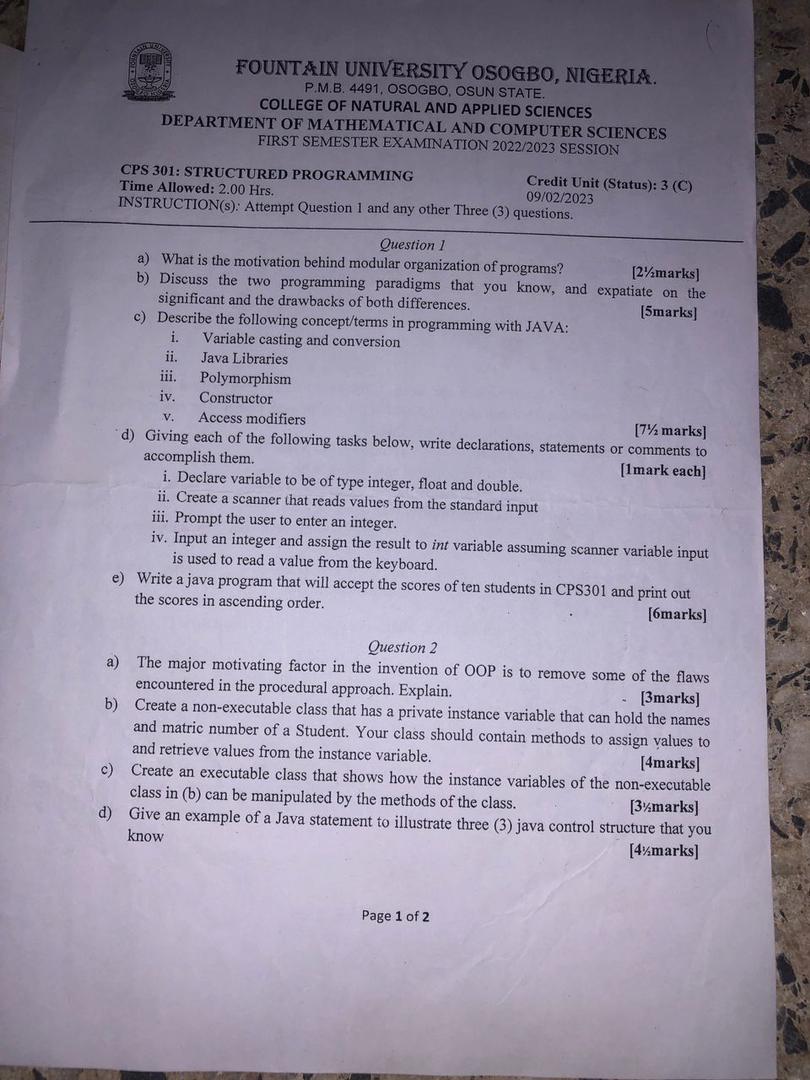 FOUNTAIN UNIVERSITY OSOGBO, NIGERIA.
P.M.B. 4491, OSOGBO, OSUN STATE.
COLLEGE OF NATURAL AND APPLIED SCIENCES
DEPARTMENT OF MATHEMATICAL AND COMPUTER SCIENCES
FIRST SEMESTER EXAMINATION 2022/2023 SESSION
CPS 301: STRUCTURED PROGRAMMING
Credit Unit (Status): 3 (C)
Time Allowed: 2.00 Hrs.
09/02/2023
INSTRUCTION(s): Attempt Question 1 and any other Three (3) questions.
Question 1
a) What is the motivation behind modular organization of programs? [2½marks]
b) Discuss the two programming paradigms that you know, and expatiate on the
significant and the drawbacks of both differences. [5marks]
c) Describe the following concept/terms in programming with JAVA:
i. Variable casting and conversion
ii. Java Libraries
iii. Polymorphism
iv. Constructor
v. Access modifiers [7½ marks]
d) Giving each of the following tasks below, write declarations, statements or comments to
accomplish them. [1mark each]
i. Declare variable to be of type integer, float and double.
ii. Create a scanner that reads values from the standard input
iii. Prompt the user to enter an integer.
iv. Input an integer and assign the result to int variable assuming scanner variable input
is used to read a value from the keyboard.
e) Write a java program that will accept the scores of ten students in CPS301 and print out
the scores in ascending order. [6marks]
Question 2
a) The major motivating factor in the invention of OOP is to remove some of the flaws
encountered in the procedural approach. Explain. [3marks]
b) Create a non-executable class that has a private instance variable that can hold the names
and matric number of a Student. Your class should contain methods to assign values to
and retrieve values from the instance variable. [4marks]
c) Create an executable class that shows how the instance variables of the non-executable
class in (b) can be manipulated by the methods of the class. [3½marks]
d) Give an example of a Java statement to illustrate three (3) java control structure that you
know [4½marks]
Page 1 of 2